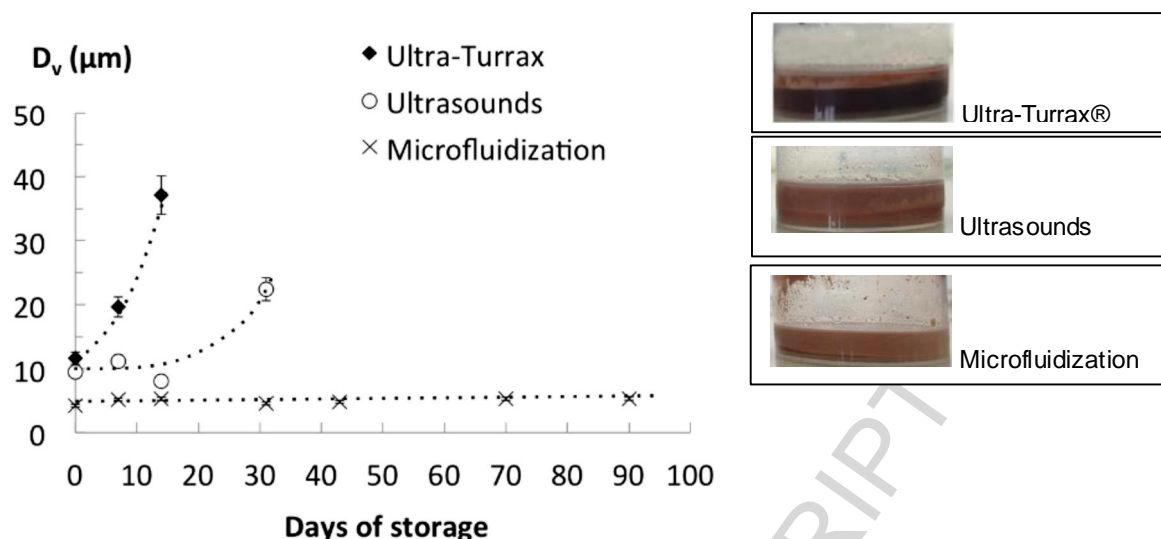 Dᵥ (µm)
◆ Ultra-Turrax
○ Ultrasounds
× Microfluidization
50
40
30
20
10
0
0 10 20 30 40 50 60 70 80 90 100
Days of storage
Ultra-Turrax®
Ultrasounds
Microfluidization
RIPT